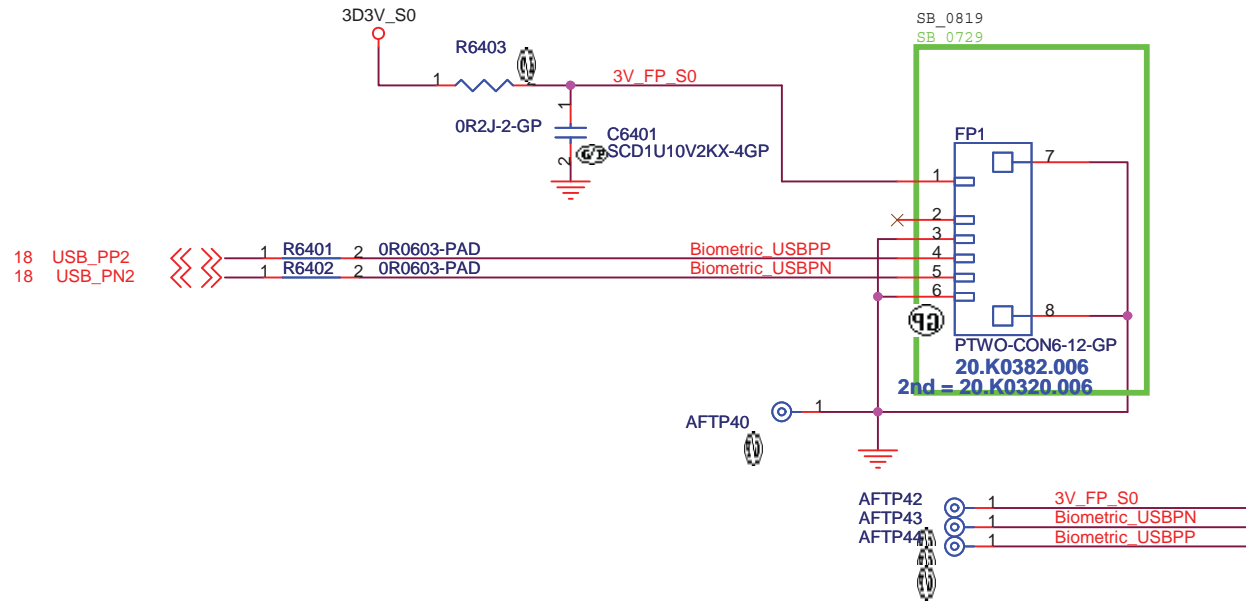 3D3V_S0
SB_0819
SB_0729
R6403
1
2
3V_FP_S0
0R2J-2-GP
1
2
C6401
SCD1U10V2KX-4GP
FP1
7
1
2
3
4
5
6
8
18 USB_PP2
1 R6401 2 0R0603-PAD
Biometric_USBPP
18 USB_PN2
1 R6402 2 0R0603-PAD
Biometric_USBPN
GP
PTWO-CON6-12-GP
20.K0382.006
2nd = 20.K0320.006
AFTP40
1
AFTP42 1 3V_FP_S0
AFTP43 1 Biometric_USBPN
AFTP44 1 Biometric_USBPP